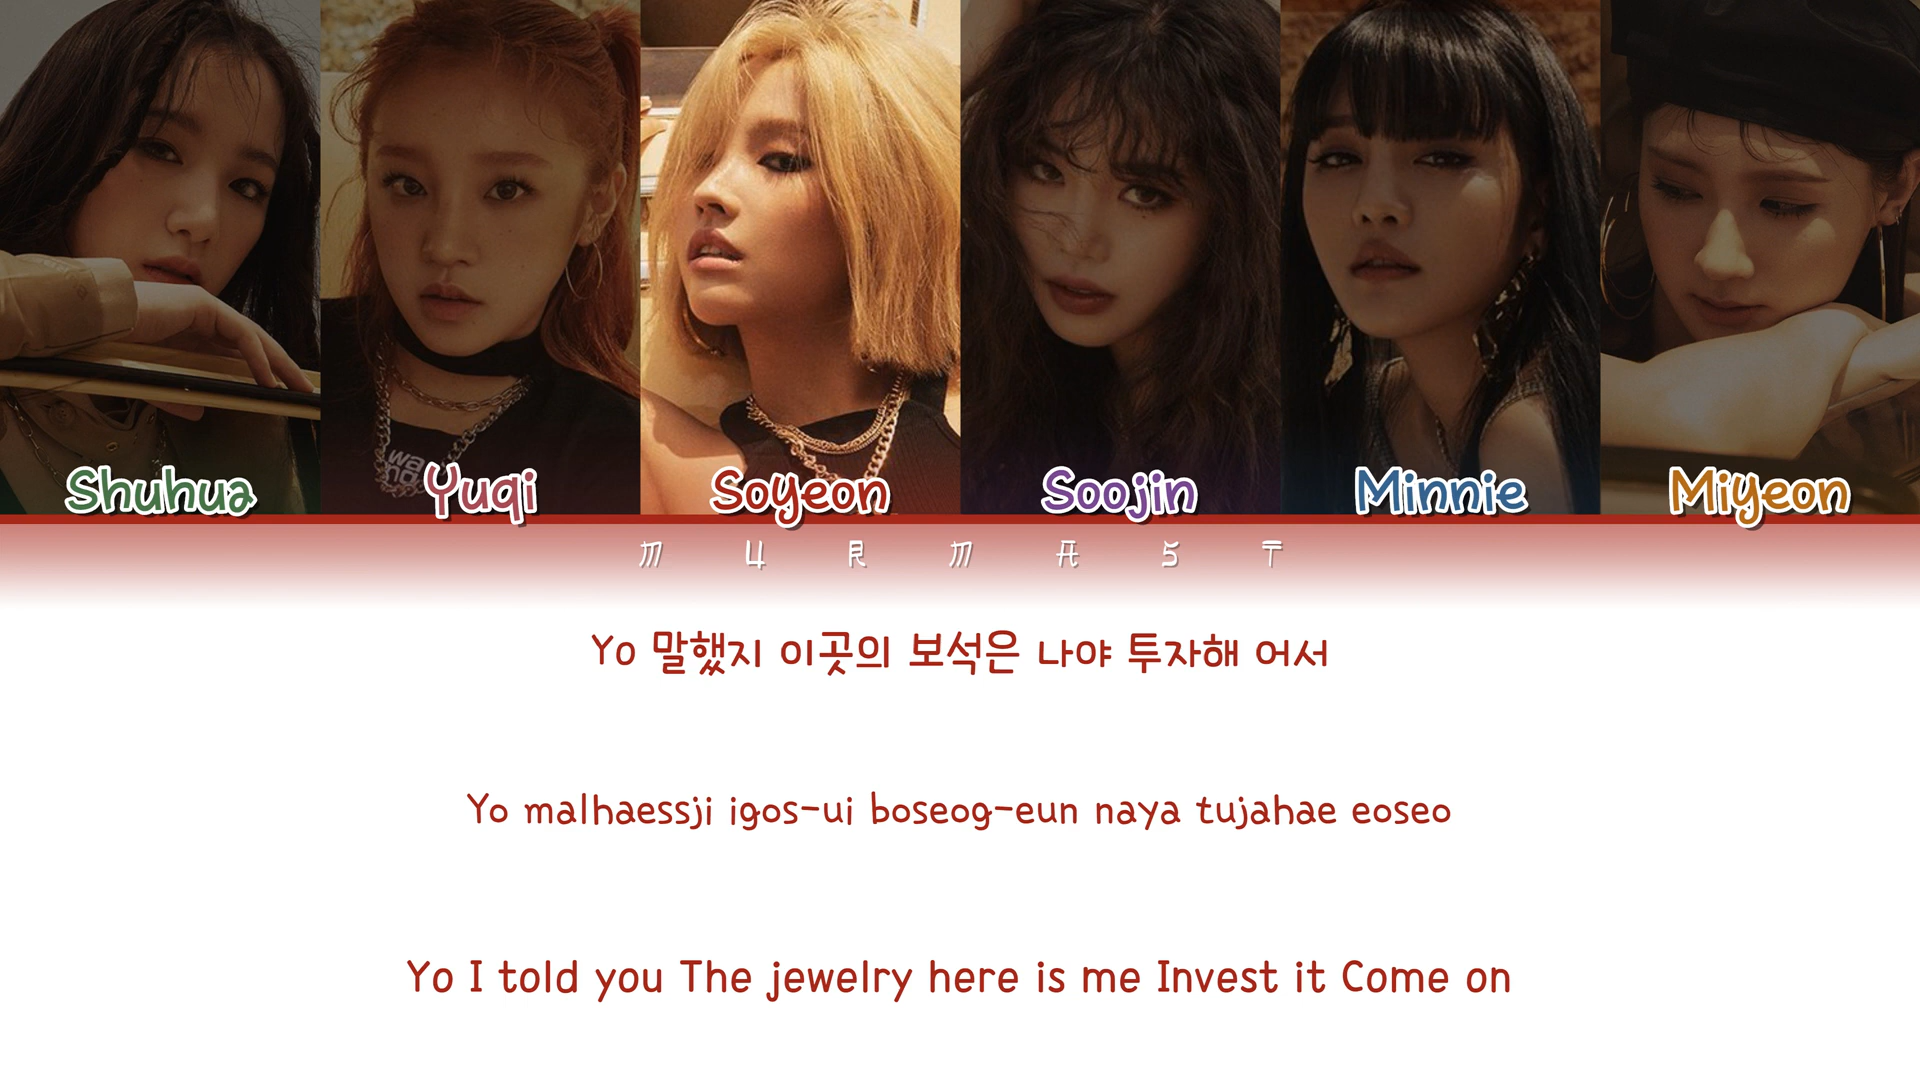 Shuhua Yuqi Soyeon Soojin Minnie Miyeon
MURMAST
Yo 말했지 이곳의 보석은 나야 투자해 어서
Yo malhaessji igos-ui boseog-eun naya tujahae eoseo
Yo I told you The jewelry here is me Invest it Come on